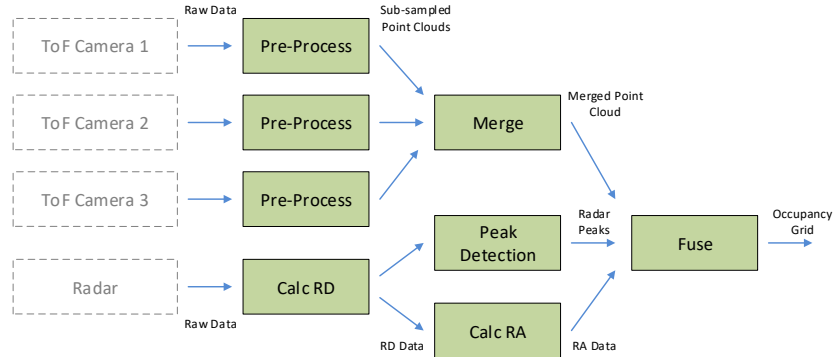 Raw Data
Sub-sampled
Point Clouds
ToF Camera 1
Pre-Process
ToF Camera 2
Pre-Process
Merge
Merged Point
Cloud
ToF Camera 3
Pre-Process
Peak
Detection
Radar
Peaks
Fuse
Occupancy
Grid
Radar
Calc RD
Raw Data
RD Data
Calc RA
RA Data